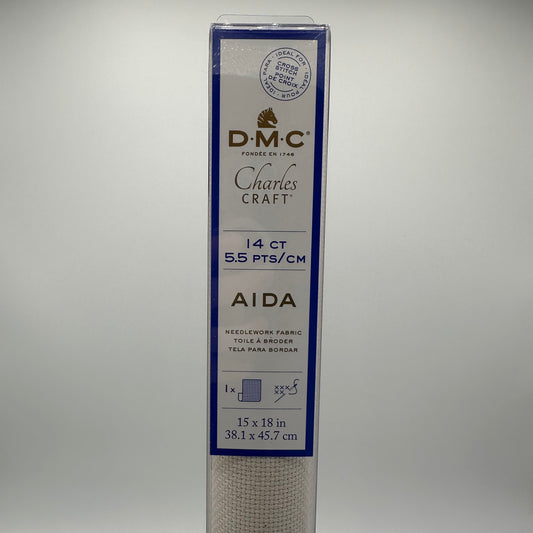 IDEAL PARA · IDEAL FOR · IDEAL POUR ·
CROSS
STITCH
POINT
DE CROIX
D·M·C®
FONDÉE EN 1746
Charles
CRAFT®
14 CT
5.5 PTS/CM
AIDA
NEEDLEWORK FABRIC
TOILE À BRODER
TELA PARA BORDAR
1 x
15 x 18 in
38.1 x 45.7 cm